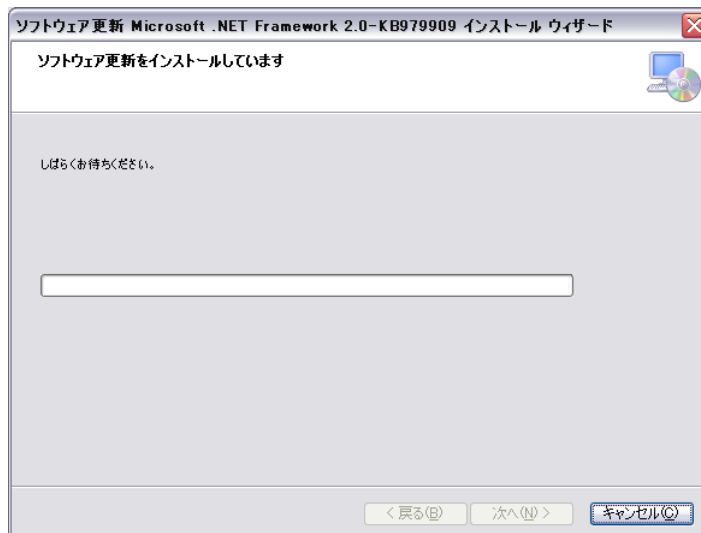 ソフトウェア更新 Microsoft .NET Framework 2.0-KB979909 インストール ウィザード
ソフトウェア更新をインストールしています
しばらくお待ちください。
< 戻る(B) 次へ(N) > キャンセル(C)